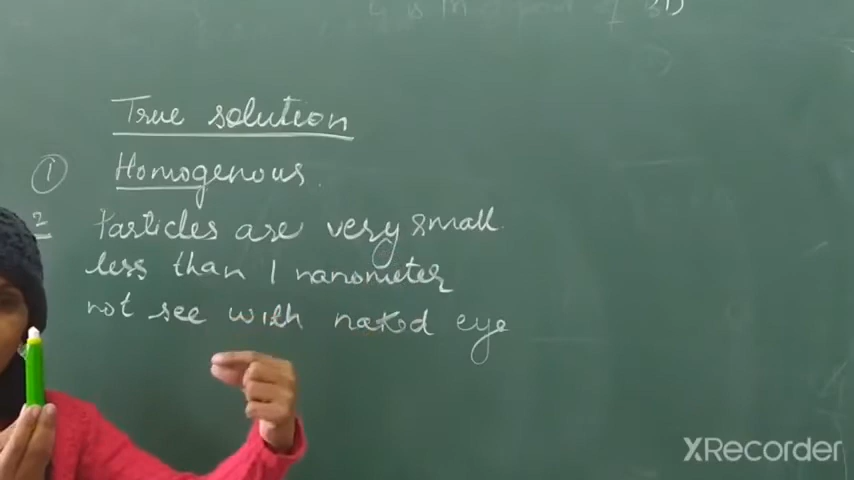 True solution
① Homogenous.
2 Particles are very small
less than 1 nanometer
not see with naked eye
XRecorder